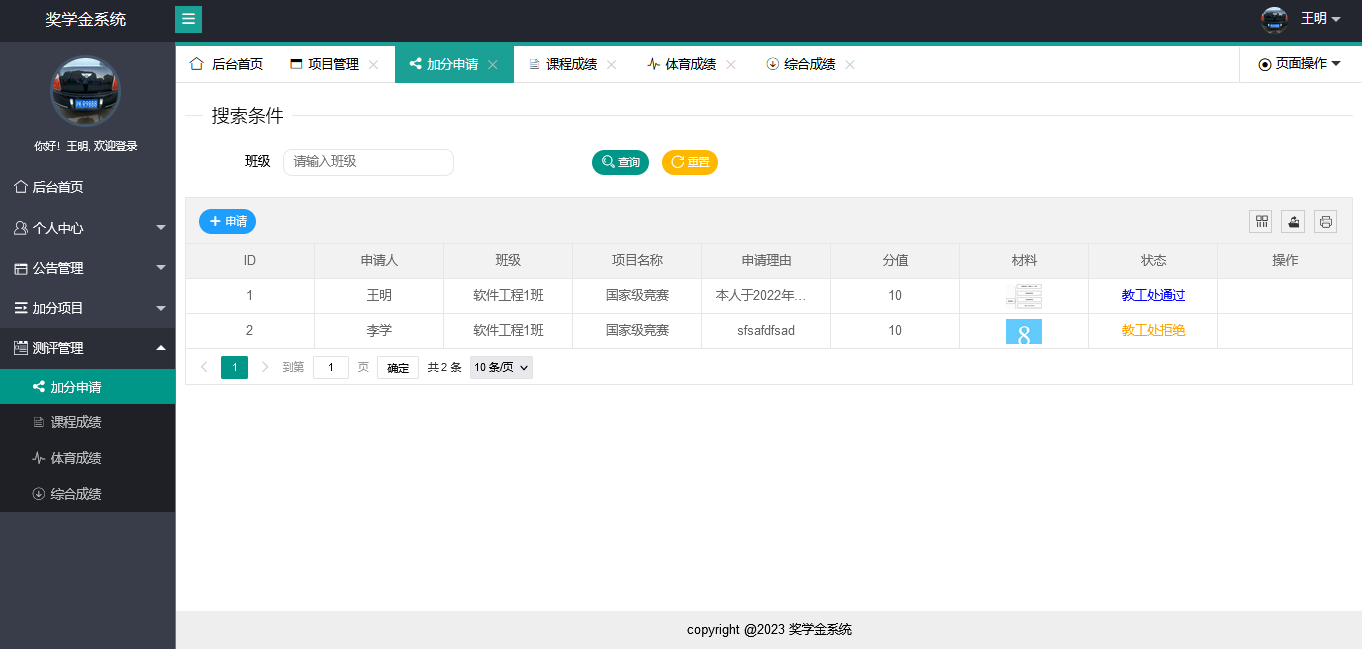 奖学金系统
王明
你好！王明, 欢迎登录
后台首页
个人中心
公告管理
加分项目
测评管理
加分申请
课程成绩
体育成绩
综合成绩
后台首页 项目管理 加分申请 课程成绩 体育成绩 综合成绩 页面操作
搜索条件
班级 请输入班级 查询 重置
申请
ID 申请人 班级 项目名称 申请理由 分值 材料 状态 操作
1 王明 软件工程1班 国家级竞赛 本人于2022年... 10 教工处通过
2 李学 软件工程1班 国家级竞赛 sfsafdfsad 10 8 教工处拒绝
1 到第 1 页 确定 共 2 条 10 条/页
copyright @2023 奖学金系统